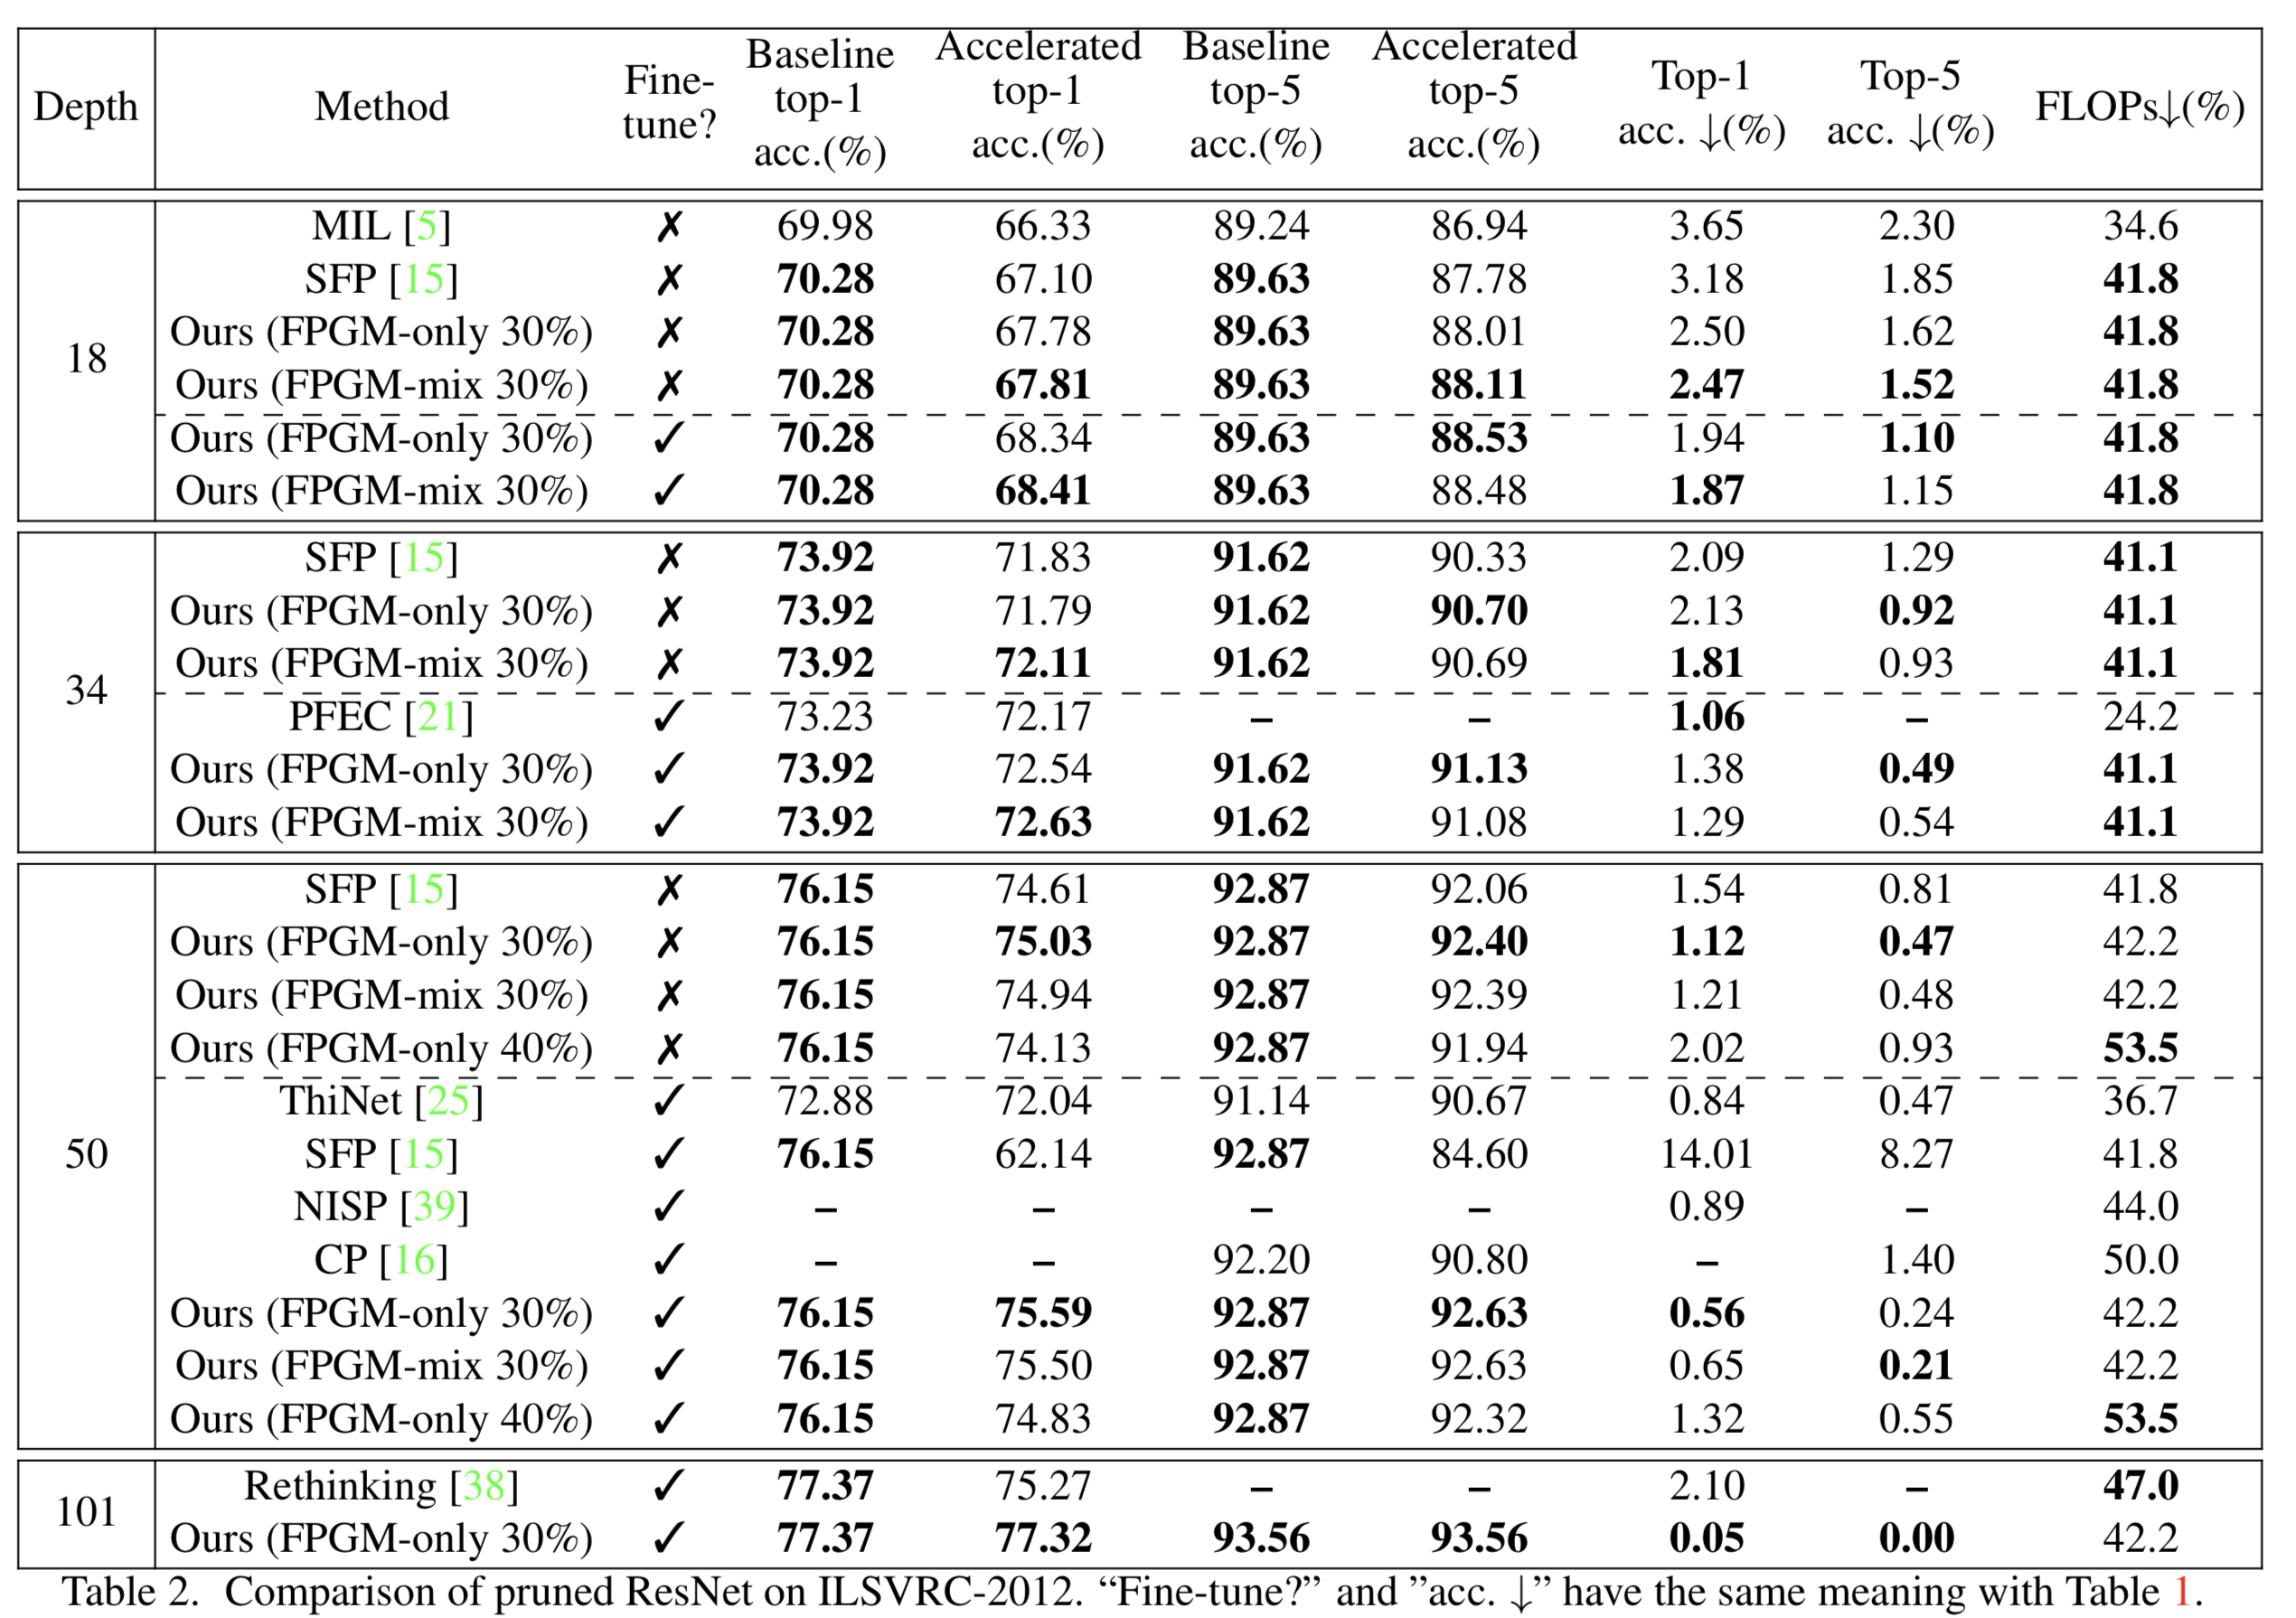 Depth Method Fine-tune? Baseline top-1 acc.(%) Accelerated top-1 acc.(%) Baseline top-5 acc.(%) Accelerated top-5 acc.(%) Top-1 acc. ↓(%) Top-5 acc. ↓(%) FLOPs↓(%)
18
MIL [5] ✗ 69.98 66.33 89.24 86.94 3.65 2.30 34.6
SFP [15] ✗ 70.28 67.10 89.63 87.78 3.18 1.85 41.8
Ours (FPGM-only 30%) ✗ 70.28 67.78 89.63 88.01 2.50 1.62 41.8
Ours (FPGM-mix 30%) ✗ 70.28 67.81 89.63 88.11 2.47 1.52 41.8
Ours (FPGM-only 30%) ✓ 70.28 68.34 89.63 88.53 1.94 1.10 41.8
Ours (FPGM-mix 30%) ✓ 70.28 68.41 89.63 88.48 1.87 1.15 41.8
34
SFP [15] ✗ 73.92 71.83 91.62 90.33 2.09 1.29 41.1
Ours (FPGM-only 30%) ✗ 73.92 71.79 91.62 90.70 2.13 0.92 41.1
Ours (FPGM-mix 30%) ✗ 73.92 72.11 91.62 90.69 1.81 0.93 41.1
PFEC [21] ✓ 73.23 72.17 – – 1.06 – 24.2
Ours (FPGM-only 30%) ✓ 73.92 72.54 91.62 91.13 1.38 0.49 41.1
Ours (FPGM-mix 30%) ✓ 73.92 72.63 91.62 91.08 1.29 0.54 41.1
50
SFP [15] ✗ 76.15 74.61 92.87 92.06 1.54 0.81 41.8
Ours (FPGM-only 30%) ✗ 76.15 75.03 92.87 92.40 1.12 0.47 42.2
Ours (FPGM-mix 30%) ✗ 76.15 74.94 92.87 92.39 1.21 0.48 42.2
Ours (FPGM-only 40%) ✗ 76.15 74.13 92.87 91.94 2.02 0.93 53.5
ThiNet [25] ✓ 72.88 72.04 91.14 90.67 0.84 0.47 36.7
SFP [15] ✓ 76.15 62.14 92.87 84.60 14.01 8.27 41.8
NISP [39] ✓ – – – – 0.89 – 44.0
CP [16] ✓ – – 92.20 90.80 – 1.40 50.0
Ours (FPGM-only 30%) ✓ 76.15 75.59 92.87 92.63 0.56 0.24 42.2
Ours (FPGM-mix 30%) ✓ 76.15 75.50 92.87 92.63 0.65 0.21 42.2
Ours (FPGM-only 40%) ✓ 76.15 74.83 92.87 92.32 1.32 0.55 53.5
101
Rethinking [38] ✓ 77.37 75.27 – – 2.10 – 47.0
Ours (FPGM-only 30%) ✓ 77.37 77.32 93.56 93.56 0.05 0.00 42.2
Table 2. Comparison of pruned ResNet on ILSVRC-2012. “Fine-tune?” and ”acc. ↓” have the same meaning with Table 1.